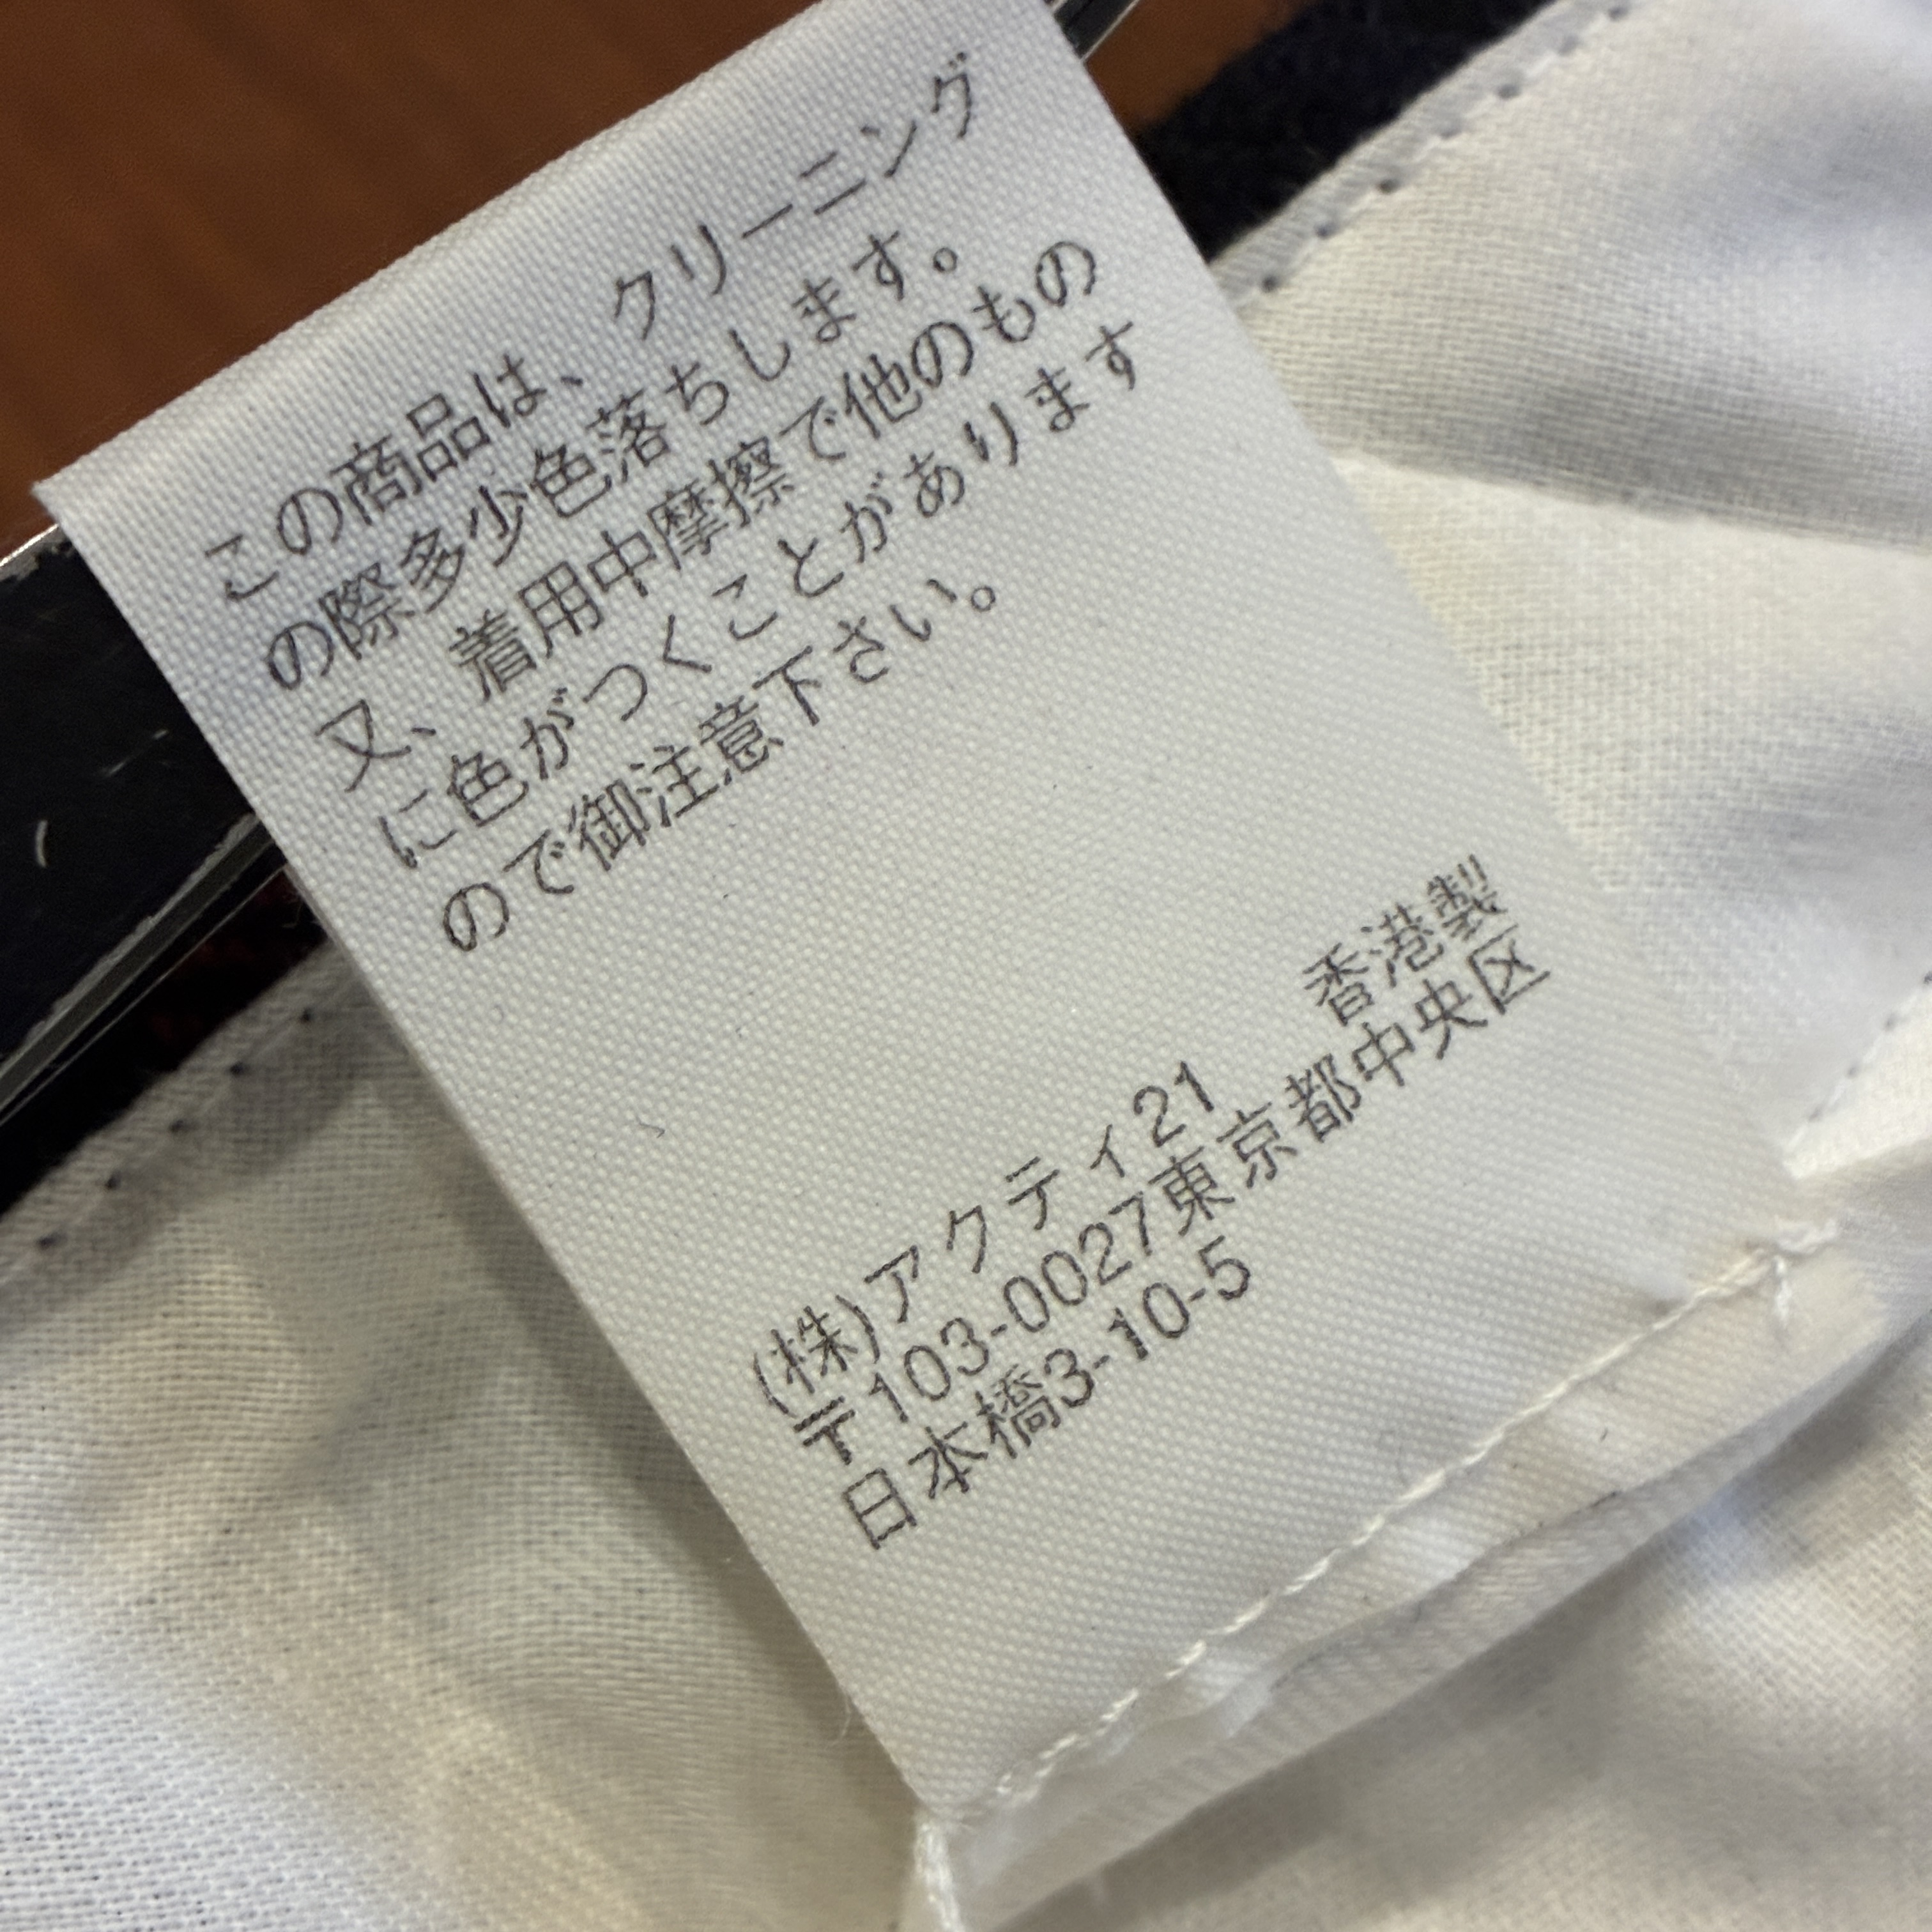 この商品は、クリーニング
の際多少色落ちします。
又、着用中摩擦で他のもの
に色がつくことがあります
ので御注意下さい。
香港製
(株)アクティ21
〒103-0027東京都中央区
日本橋3-10-5